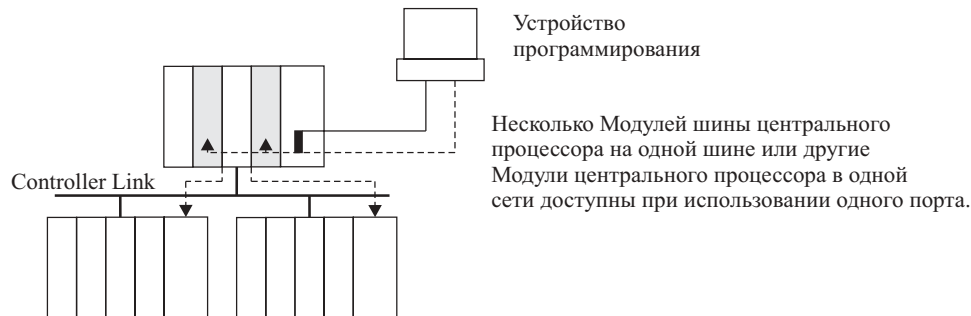 Устройство
программирования
Несколько Модулей шины центрального
процессора на одной шине или другие
Модули центрального процессора в одной
сети доступны при использовании одного порта.
Controller Link